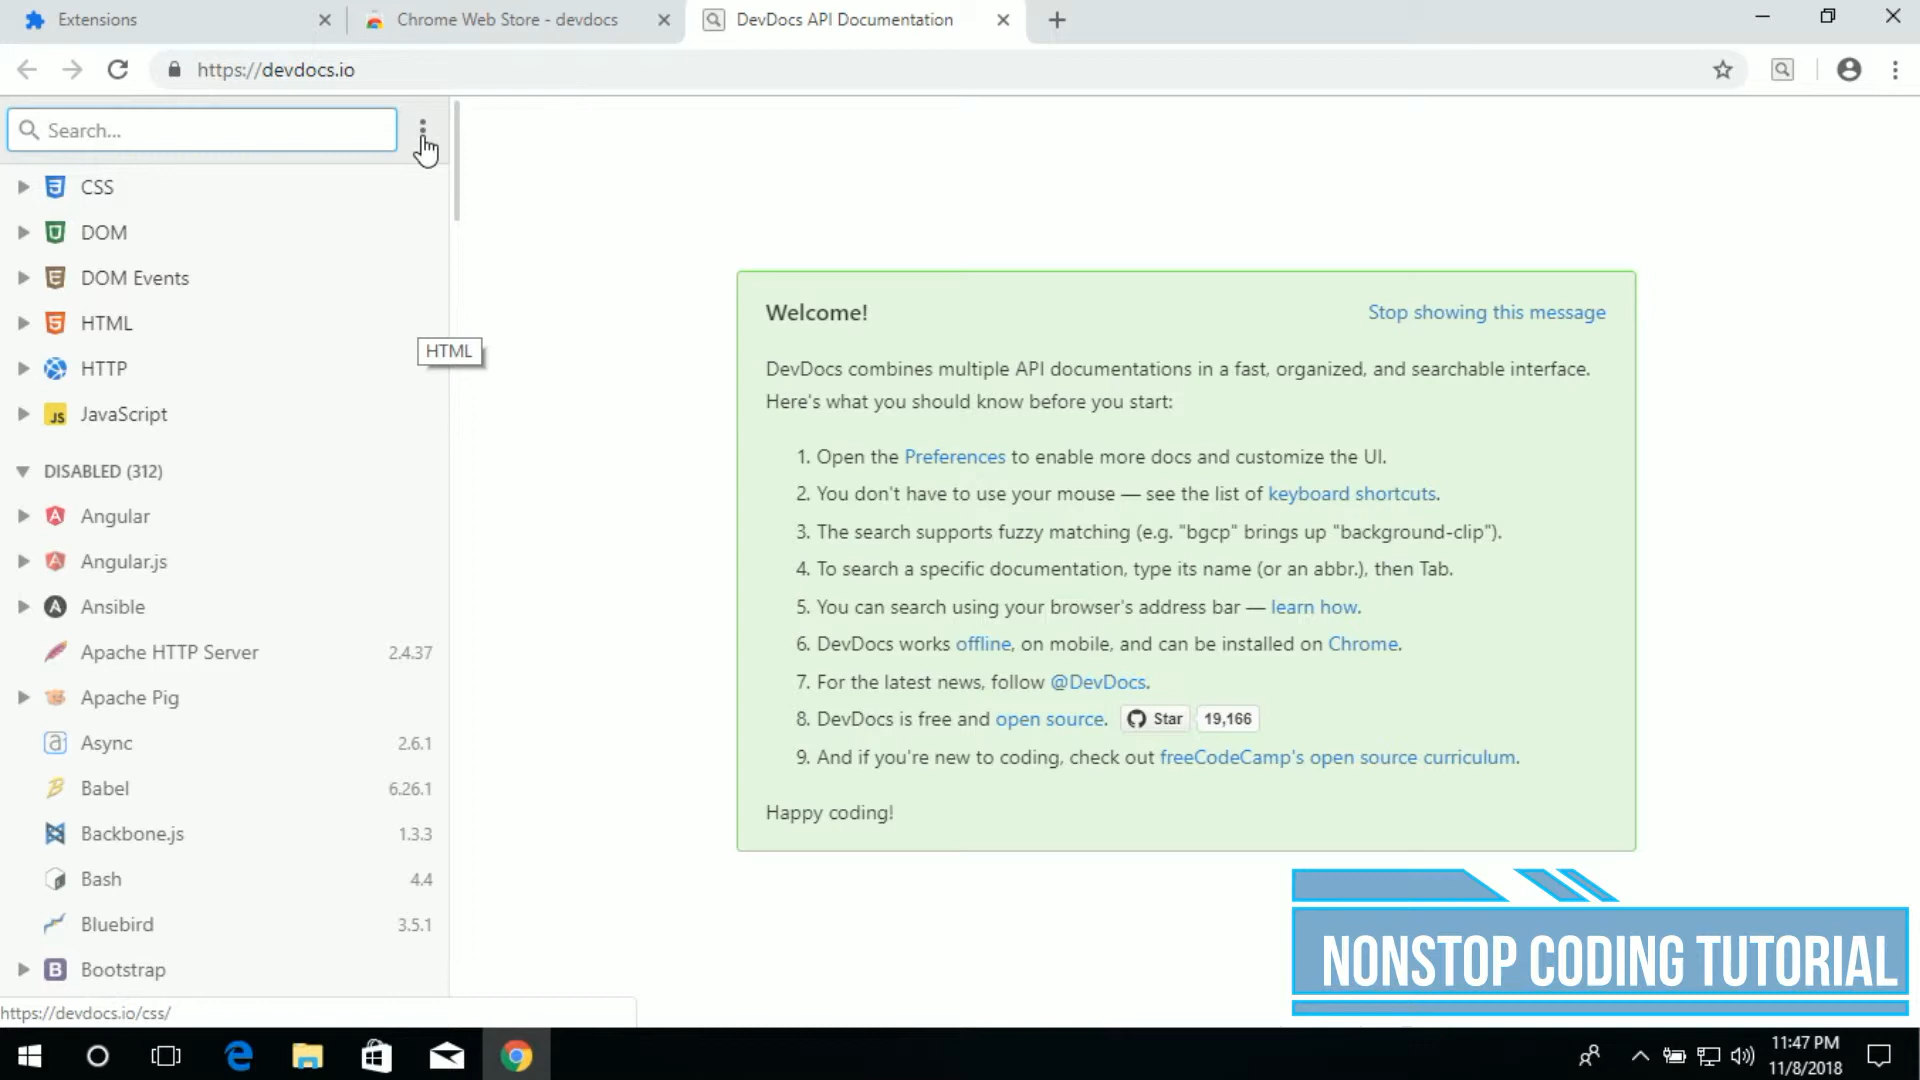 Extensions
Chrome Web Store - devdocs
DevDocs API Documentation
https://devdocs.io
Search...
CSS
DOM
DOM Events
HTML
HTTP
JavaScript
DISABLED (312)
Angular
Angular.js
Ansible
Apache HTTP Server 2.4.37
Apache Pig
Async 2.6.1
Babel 6.26.1
Backbone.js 1.3.3
Bash 4.4
Bluebird 3.5.1
Bootstrap
https://devdocs.io/css/
HTML
Welcome! Stop showing this message
DevDocs combines multiple API documentations in a fast, organized, and searchable interface.
Here's what you should know before you start:
1. Open the Preferences to enable more docs and customize the UI.
2. You don't have to use your mouse — see the list of keyboard shortcuts.
3. The search supports fuzzy matching (e.g. "bgcp" brings up "background-clip").
4. To search a specific documentation, type its name (or an abbr.), then Tab.
5. You can search using your browser's address bar — learn how.
6. DevDocs works offline, on mobile, and can be installed on Chrome.
7. For the latest news, follow @DevDocs.
8. DevDocs is free and open source. Star 19,166
9. And if you're new to coding, check out freeCodeCamp's open source curriculum.
Happy coding!
NONSTOP CODING TUTORIAL
11:47 PM
11/8/2018